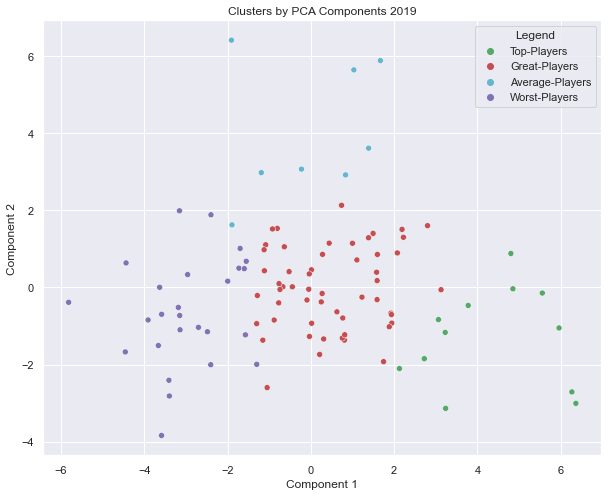 Clusters by PCA Components 2019
Legend
Top-Players
Great-Players
Average-Players
Worst-Players
6
4
2
0
−2
−4
Component 2
−6
−4
−2
0
2
4
6
Component 1